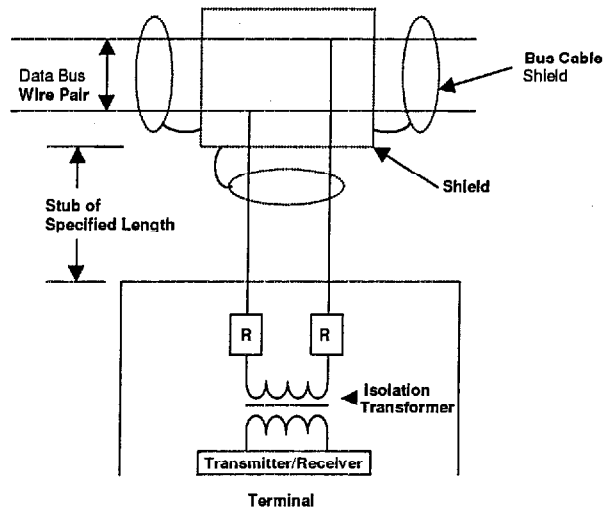 Data Bus
Wire Pair
Bus Cable
Shield
Shield
Stub of
Specified Length
R
R
Isolation
Transformer
Transmitter/Receiver
Terminal